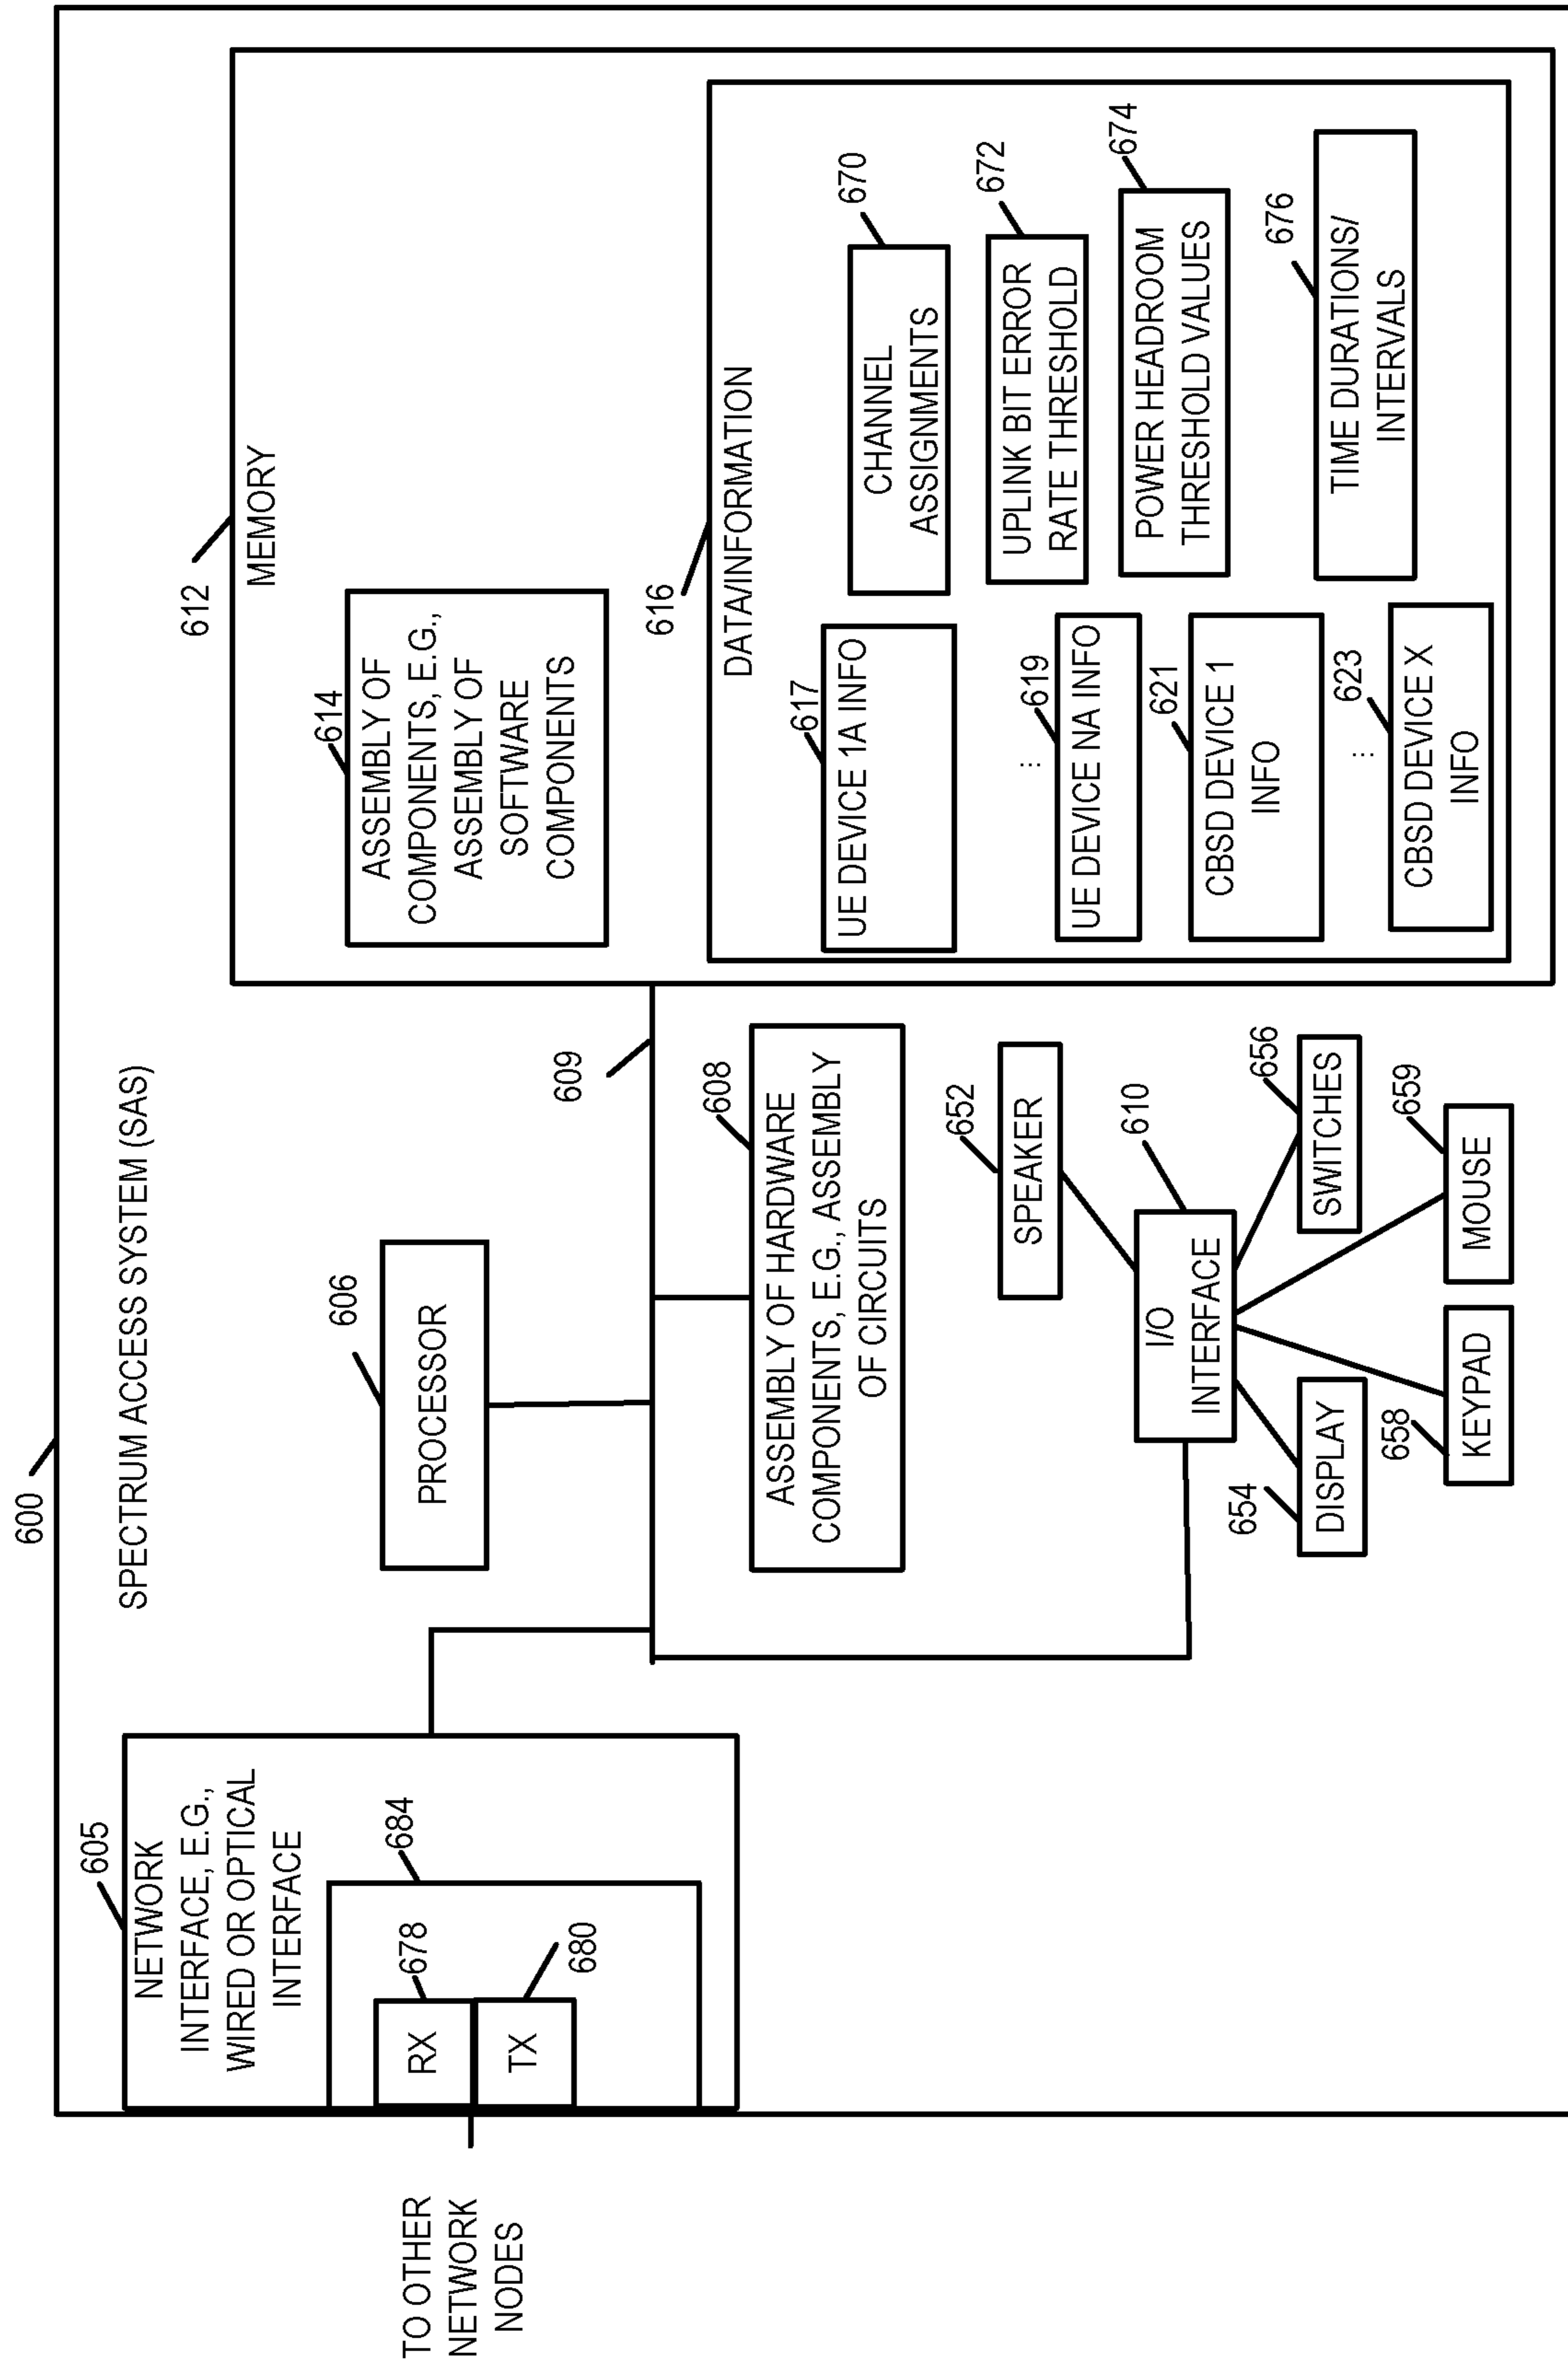 600
SPECTRUM ACCESS SYSTEM (SAS)
605
NETWORK
INTERFACE, E.G.,
WIRED OR OPTICAL
INTERFACE
684
678
RX
TX
680
TO OTHER
NETWORK
NODES
606
PROCESSOR
609
608
ASSEMBLY OF HARDWARE
COMPONENTS, E.G., ASSEMBLY
OF CIRCUITS
652
SPEAKER
610
I/O
INTERFACE
654
DISPLAY
656
SWITCHES
658
KEYPAD
659
MOUSE
612
MEMORY
614
ASSEMBLY OF
COMPONENTS, E.G.,
ASSEMBLY OF
SOFTWARE
COMPONENTS
616
DATA/INFORMATION
617
UE DEVICE 1A INFO
...
619
UE DEVICE NA INFO
621
CBSD DEVICE 1
INFO
...
623
CBSD DEVICE X
INFO
670
CHANNEL
ASSIGNMENTS
672
UPLINK BIT ERROR
RATE THRESHOLD
674
POWER HEADROOM
THRESHOLD VALUES
676
TIME DURATIONS/
INTERVALS